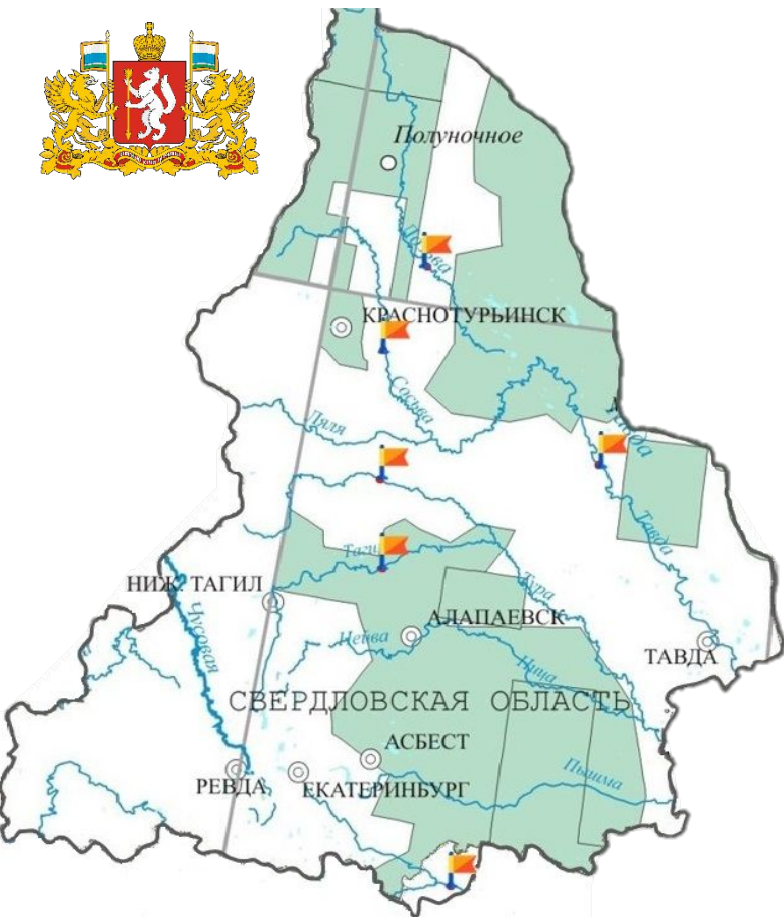 Полуночное
КРАСНОТУРЬИНСК
Сосьва
Ляля
Тавда
НИЖ. ТАГИЛ
Тура
Чусовая
АЛАПАЕВСК
Нейва
Ница
ТАВДА
СВЕРДЛОВСКАЯ ОБЛАСТЬ
АСБЕСТ
Пышма
РЕВДА
ЕКАТЕРИНБУРГ